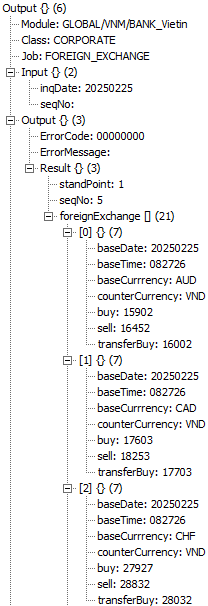 Output {} (6)
Module: GLOBAL/VNM/BANK_Vietin
Class: CORPORATE
Job: FOREIGN_EXCHANGE
Input {} (2)
inqDate: 20250225
seqNo:
Output {} (3)
ErrorCode: 00000000
ErrorMessage:
Result {} (3)
standPoint: 1
seqNo: 5
foreignExchange [] (21)
[0] {} (7)
baseDate: 20250225
baseTime: 082726
baseCurrrency: AUD
counterCurrency: VND
buy: 15902
sell: 16452
transferBuy: 16002
[1] {} (7)
baseDate: 20250225
baseTime: 082726
baseCurrrency: CAD
counterCurrency: VND
buy: 17603
sell: 18253
transferBuy: 17703
[2] {} (7)
baseDate: 20250225
baseTime: 082726
baseCurrrency: CHF
counterCurrency: VND
buy: 27927
sell: 28832
transferBuy: 28032